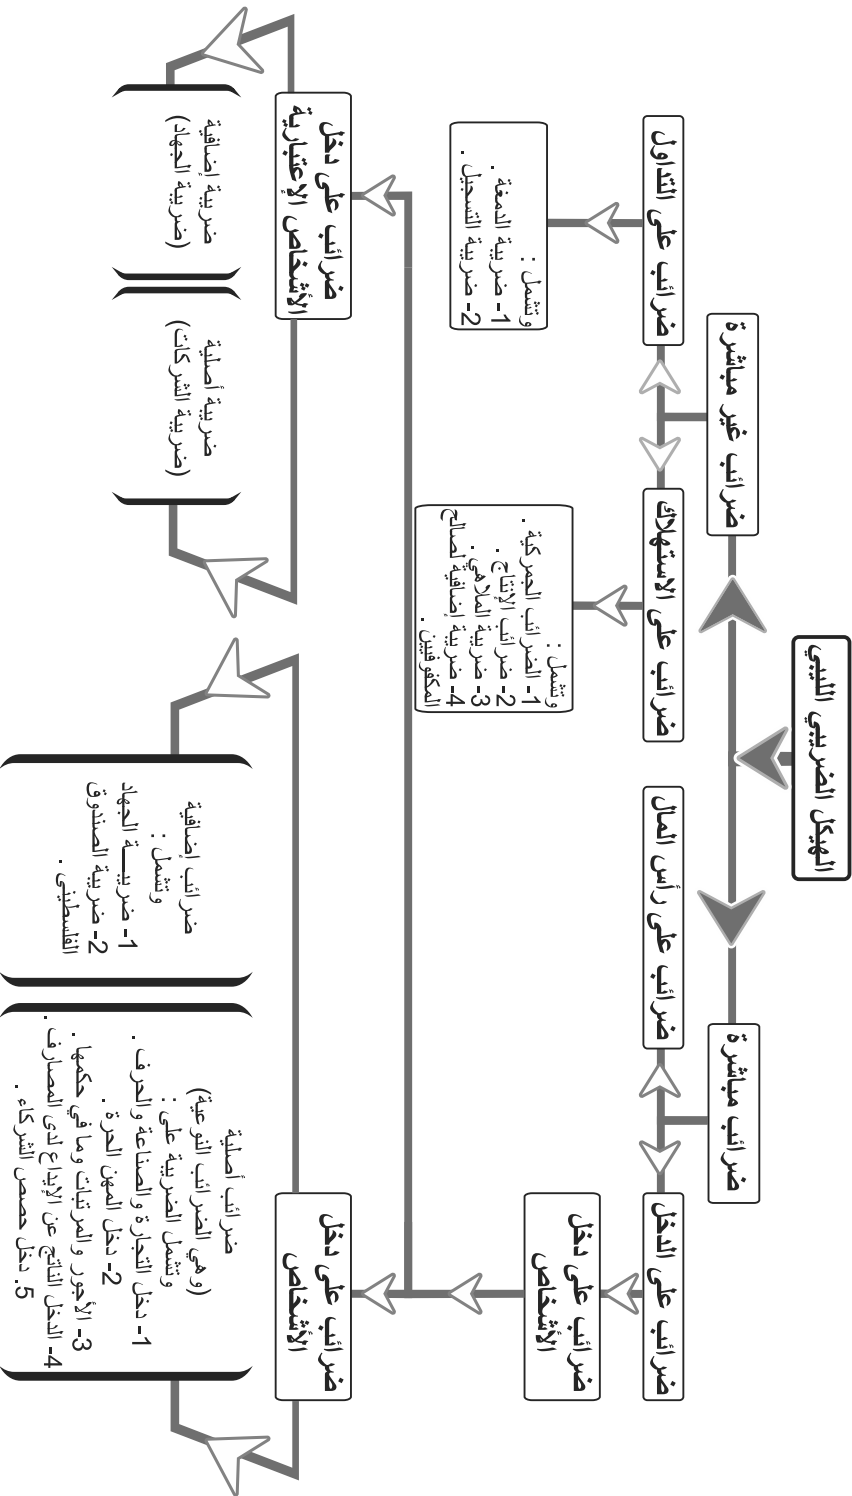 الهيكل الضريبي الليبي
ضرائب مباشرة
ضرائب غير مباشرة
ضرائب على الدخل
ضرائب على رأس المال
ضرائب على الاستهلاك
ضرائب على التداول
وتشمل :
1- الضرائب الجمركية .
2- ضرائب الإنتاج .
3- ضريبة الملاهي .
4- ضريبة إضافية لصالح
المكفوفيين .
وتشمل :
1- ضريبة الدمغة .
2- ضريبة التسجيل .
ضرائب على دخل
الأشخاص
ضرائب على دخل
الأشخاص
ضرائب على دخل
الأشخاص الإعتبارية
ضرائب أصلية
(وهي الضرائب النوعية)
وتشمل الضريبة على :
1- دخل التجارة والصناعة والحرف .
2- دخل المهن الحرة .
3- الأجور والمرتبات وما في حكمها .
4- الدخل الناتج عن الإيداع لدى المصارف .
5. دخل حصص الشركاء .
ضرائب إضافية
وتشمل :
1- ضريبـــة الجهاد
2- ضريبة الصندوق
الفلسطيني .
ضريبة أصلية
(ضريبة الشركات)
ضريبة إضافية
(ضريبة الجهاد)